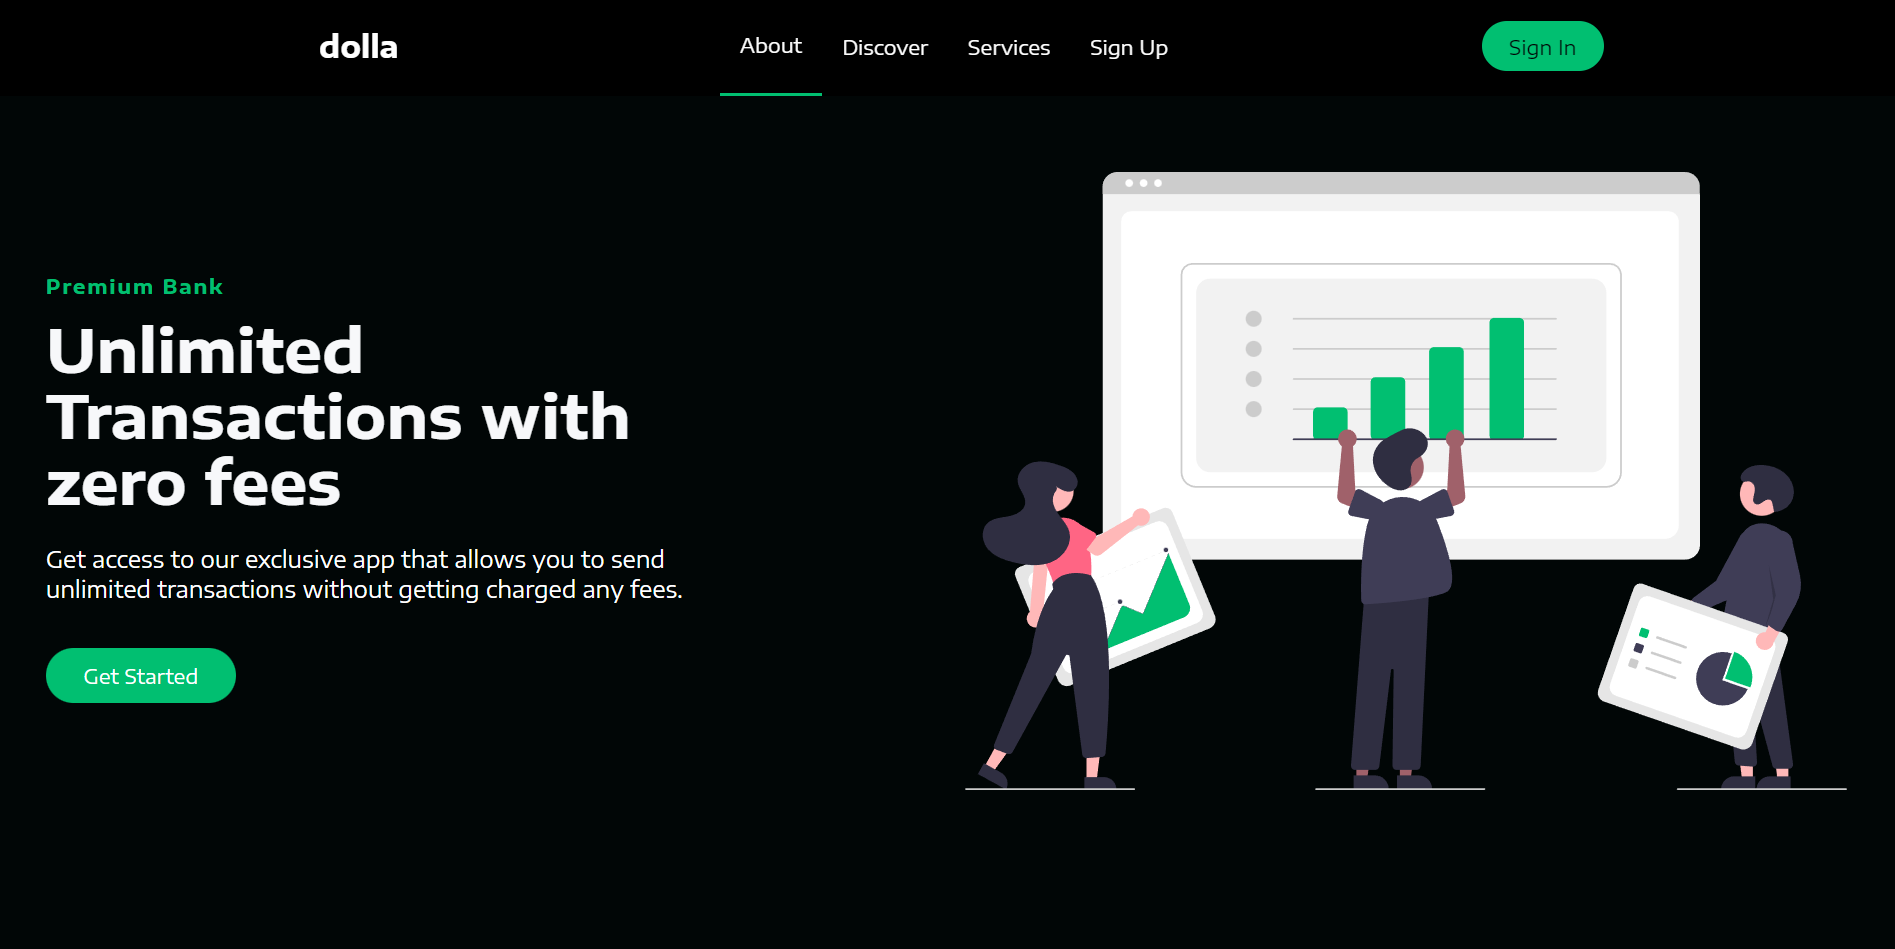 dolla
About
Discover
Services
Sign Up
Sign In
Premium Bank
Unlimited
Transactions with
zero fees
Get access to our exclusive app that allows you to send
unlimited transactions without getting charged any fees.
Get Started